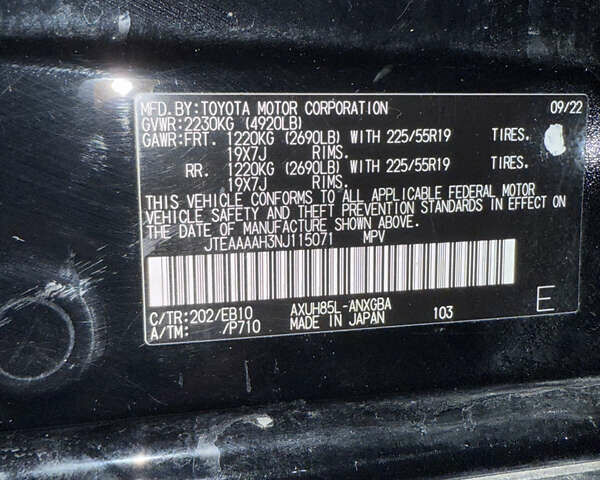 MFD.BY:TOYOTA MOTOR CORPORATION 09/22
GVWR:2230KG (4920LB)
GAWR:FRT. 1220KG (2690LB) WITH 225/55R19 TIRES.
19X7J RIMS.
RR. 1220KG (2690LB) WITH 225/55R19 TIRES.
19X7J RIMS.
THIS VEHICLE CONFORMS TO ALL APPLICABLE FEDERAL MOTOR
VEHICLE SAFETY AND THEFT PREVENTION STANDARDS IN EFFECT ON
THE DATE OF MANUFACTURE SHOWN ABOVE.
JTEAAAAH3NJ115071 MPV
C/TR:202/EB10 AXUH85L-ANXGBA
A/TM: /P710 MADE IN JAPAN 103 E